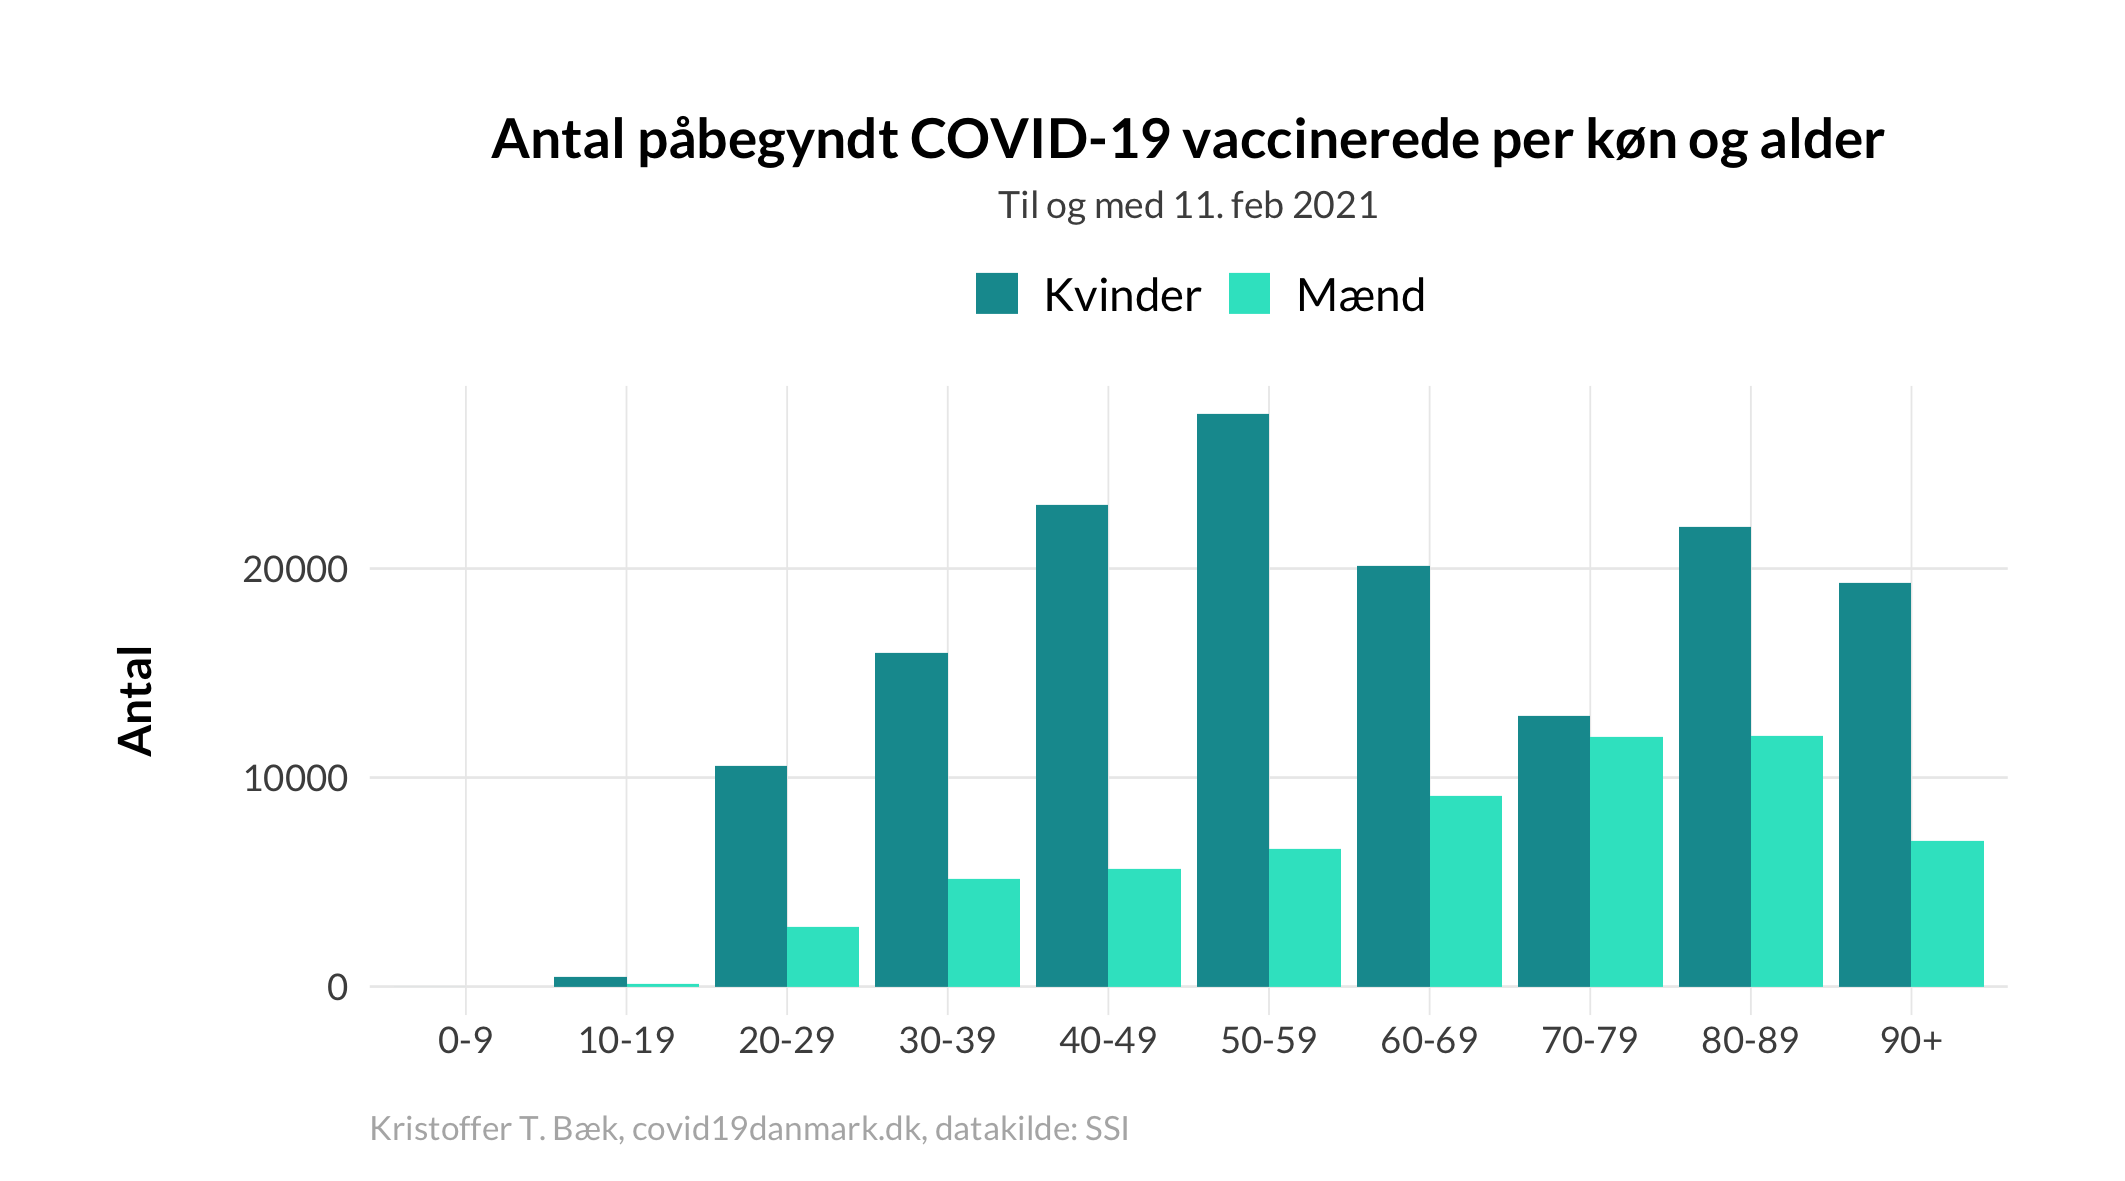 Antal påbegyndt COVID-19 vaccinerede per køn og alder
Til og med 11. feb 2021
Kvinder Mænd
Antal
20000
10000
0
0-9 10-19 20-29 30-39 40-49 50-59 60-69 70-79 80-89 90+
Kristoffer T. Bæk, covid19danmark.dk, datakilde: SSI